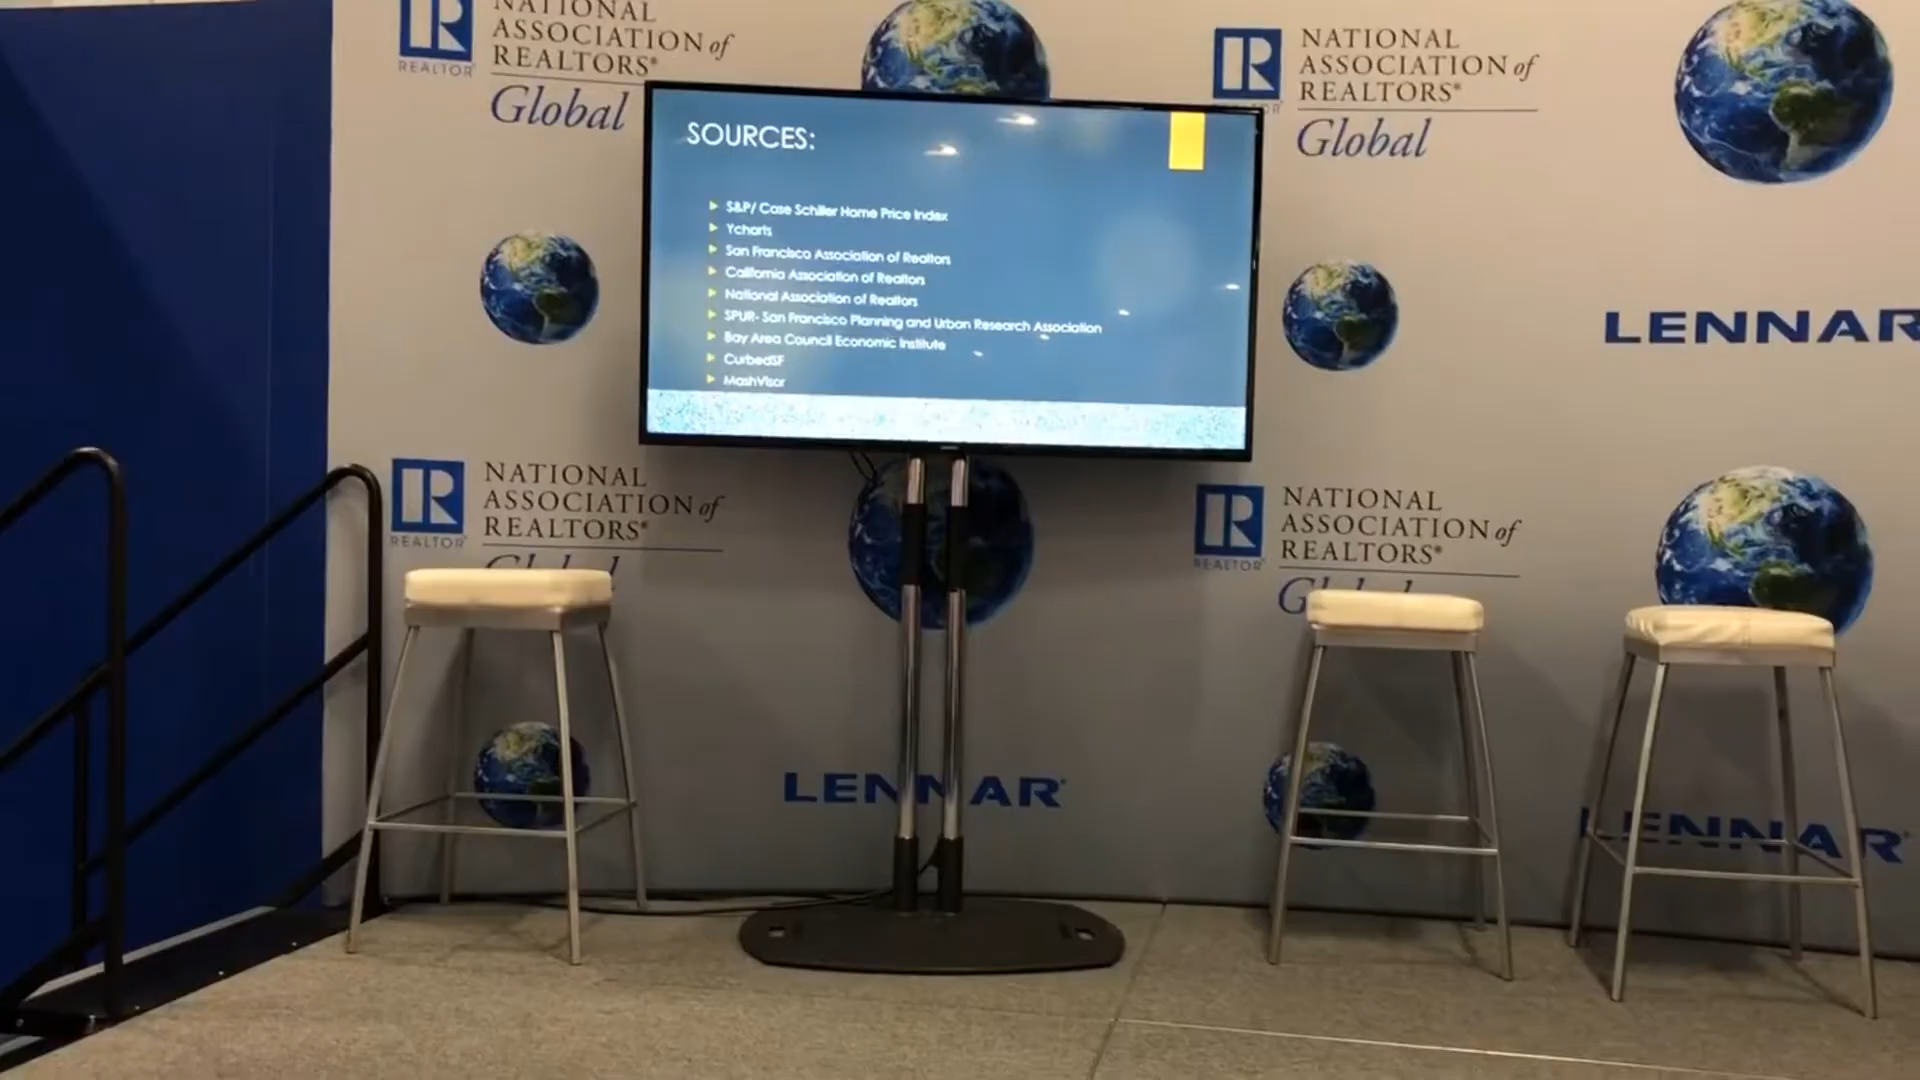 NATIONAL
ASSOCIATION of
REALTORS®
Global
REALTOR®
NATIONAL
ASSOCIATION of
REALTORS®
Global
SOURCES:
S&P/ Case Schiller Home Price Index
Ycharts
San Francisco Association of Realtors
California Association of Realtors
National Association of Realtors
SPUR- San Francisco Planning and Urban Research Association
Bay Area Council Economic Institute
CurbedSF
MashVisor
LENNAR
NATIONAL
ASSOCIATION of
REALTORS®
Global
REALTOR®
NATIONAL
ASSOCIATION of
REALTORS®
Global
REALTOR®
LENNAR®
LENNAR®